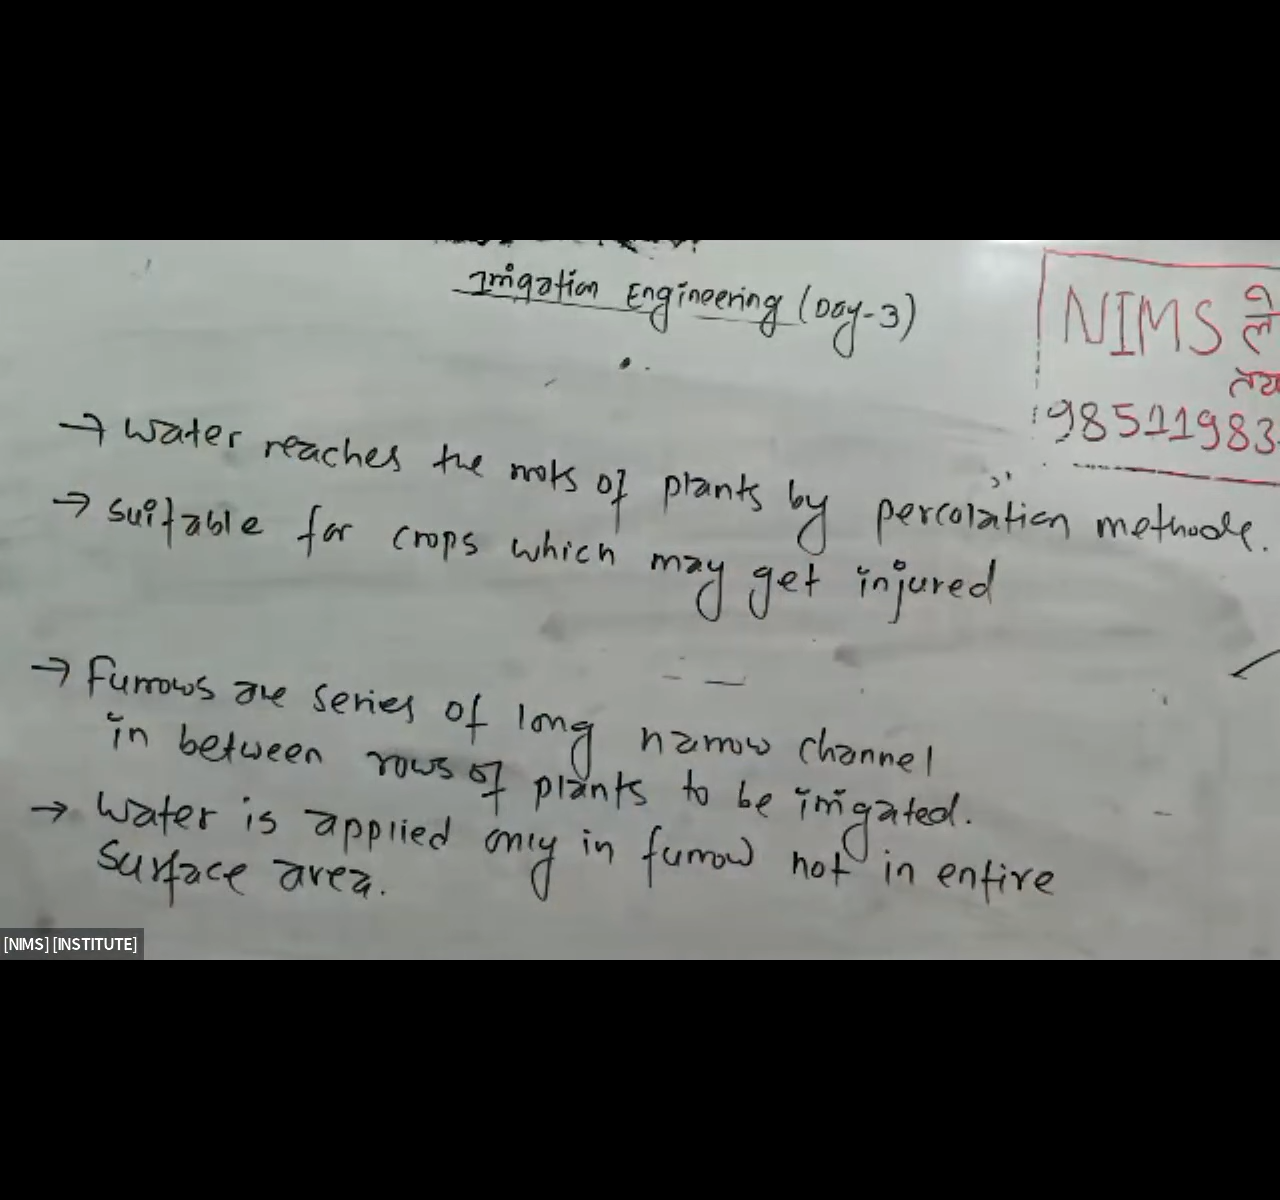 Irrigation Engineering (Day-3)
NIMS ने
ले
तय
98511983
→ Water reaches the roots of plants by percolation methode.
→ Suitable for crops which may get injured
→ Furrows are series of long narrow channel
in between rows of plants to be irrigated.
→ Water is applied only in furrow not in entire
surface area.
[NIMS] [INSTITUTE]